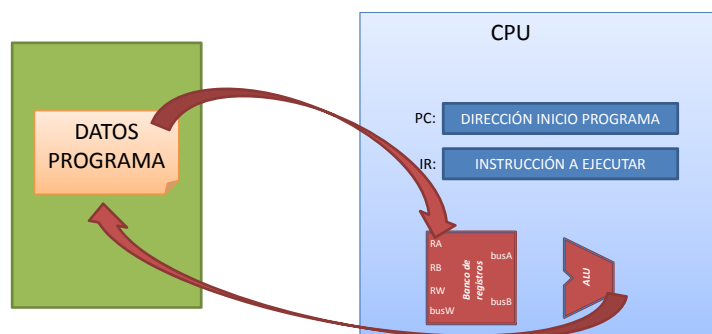 CPU
DATOS
PROGRAMA
PC:
DIRECCIÓN INICIO PROGRAMA
IR:
INSTRUCCIÓN A EJECUTAR
RA
RB
RW
busW
Banco de
registros
busA
busB
ALU